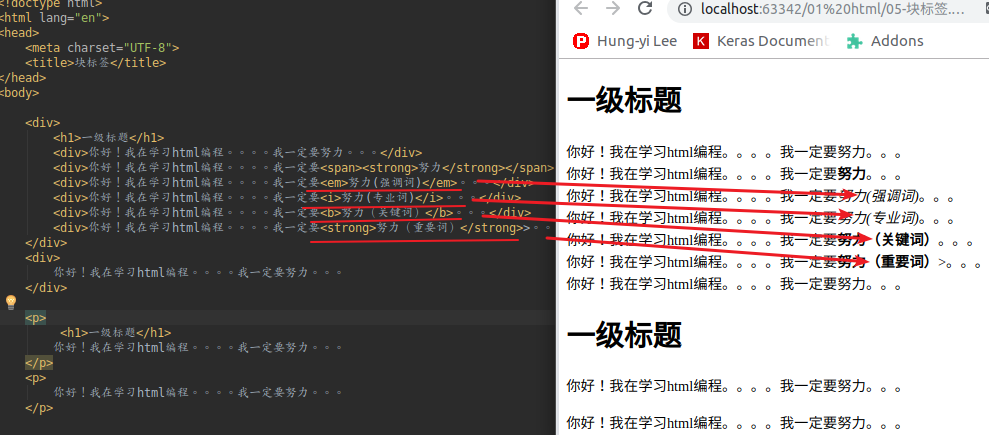 <!doctype html>
<html lang="en">
<head>
<meta charset="UTF-8">
<title>块标签</title>
</head>
<body>
<div>
<h1>一级标题</h1>
<div>你好！我在学习html编程。。。。我一定要努力。。。</div>
<div>你好！我在学习html编程。。。。我一定要<span><strong>努力</strong></span>
<div>你好！我在学习html编程。。。。我一定要<em>努力(强调词)</em>。。。</div>
<div>你好！我在学习html编程。。。。我一定要<i>努力(专业词)</i>。。。</div>
<div>你好！我在学习html编程。。。。我一定要<b>努力（关键词）</b>。。。</div>
<div>你好！我在学习html编程。。。。我一定要<strong>努力（重要词）</strong>>。。
</div>
<div>
你好！我在学习html编程。。。。我一定要努力。。。
</div>
<p>
<h1>一级标题</h1>
你好！我在学习html编程。。。。我一定要努力。。。
</p>
<p>
你好！我在学习html编程。。。。我一定要努力。。。
</p>
localhost:63342/01%20html/05-块标签....
Hung-yi Lee
Keras Document
Addons
一级标题
你好！我在学习html编程。。。。我一定要努力。。。
你好！我在学习html编程。。。。我一定要努力。。。
你好！我在学习html编程。。。。我一定要努力(强调词)。。。
你好！我在学习html编程。。。。我一定要努力(专业词)。。。
你好！我在学习html编程。。。。我一定要努力（关键词）。。。
你好！我在学习html编程。。。。我一定要努力（重要词）>。。。
你好！我在学习html编程。。。。我一定要努力。。。
一级标题
你好！我在学习html编程。。。。我一定要努力。。。
你好！我在学习html编程。。。。我一定要努力。。。